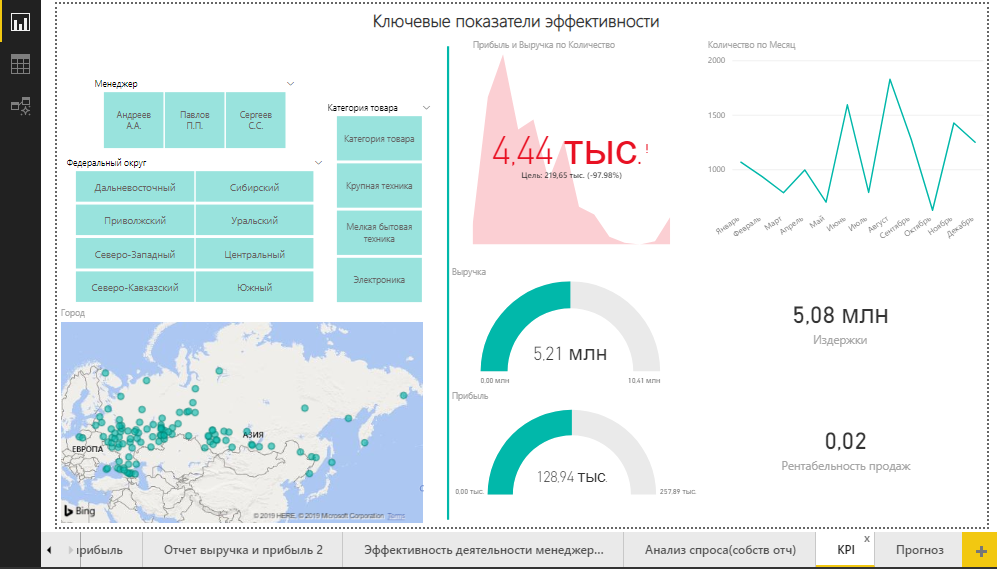 Ключевые показатели эффективности
Менеджер
Андреев
А.А.
Павлов
П.П.
Сергеев
С.С.
Федеральный округ
Дальневосточный
Сибирский
Приволжский
Уральский
Северо-Западный
Центральный
Северо-Кавказский
Южный
Категория товара
Категория товара
Крупная техника
Мелкая бытовая
техника
Электроника
Город
ЕВРОПА
АЗИЯ
Bing
© 2019 HERE, © 2019 Microsoft Corporation Terms
Прибыль и Выручка по Количество
4,44 тыс.!
Цель: 219,65 тыс. (-97.98%)
Количество по Месяц
2000
1500
1000
Январь
Февраль
Март
Апрель
Май
Июнь
Июль
Август
Сентябрь
Октябрь
Ноябрь
Декабрь
Выручка
5,21 млн
0,00 млн
10,41 млн
5,08 млн
Издержки
Прибыль
128,94 тыс.
0,00 тыс.
257,89 тыс.
0,02
Рентабельность продаж
прибыль
Отчет выручка и прибыль 2
Эффективность деятельности менеджер...
Анализ спроса(собств отч)
KPI
x
Прогноз
+